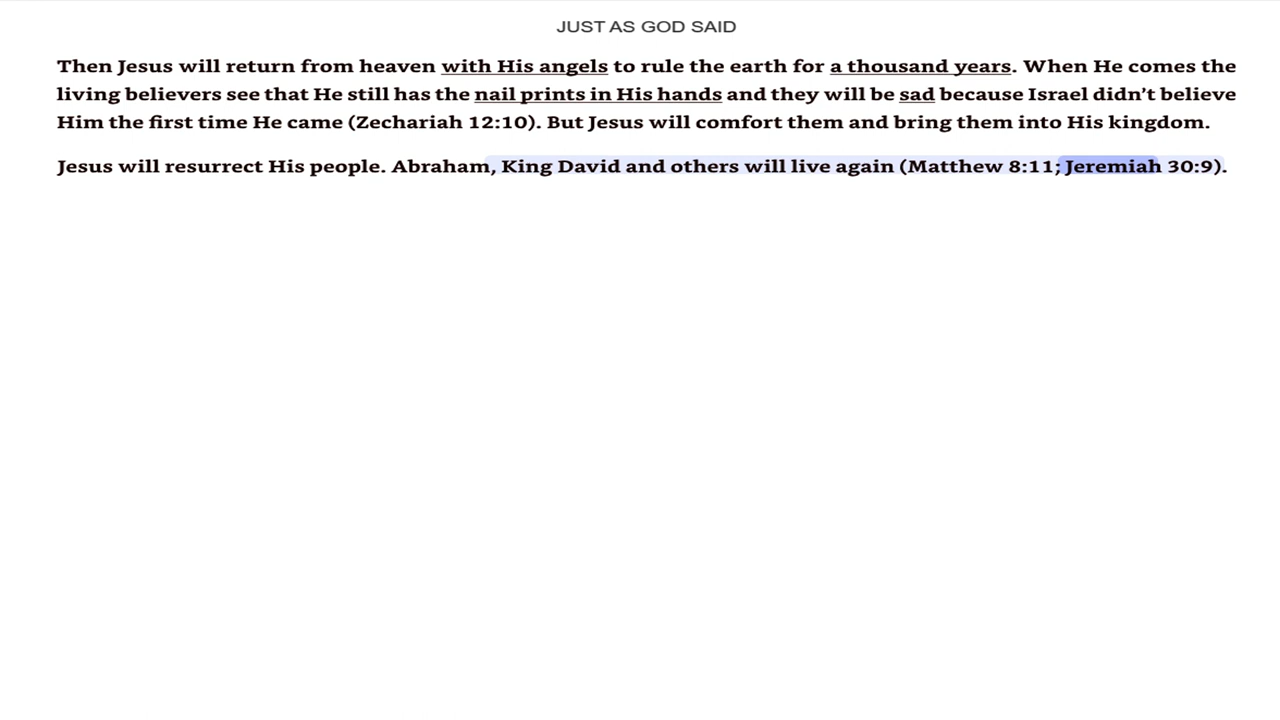 JUST AS GOD SAID
Then Jesus will return from heaven with His angels to rule the earth for a thousand years. When He comes the
living believers see that He still has the nail prints in His hands and they will be sad because Israel didn’t believe
Him the first time He came (Zechariah 12:10). But Jesus will comfort them and bring them into His kingdom.
Jesus will resurrect His people. Abraham, King David and others will live again (Matthew 8:11; Jeremiah 30:9).